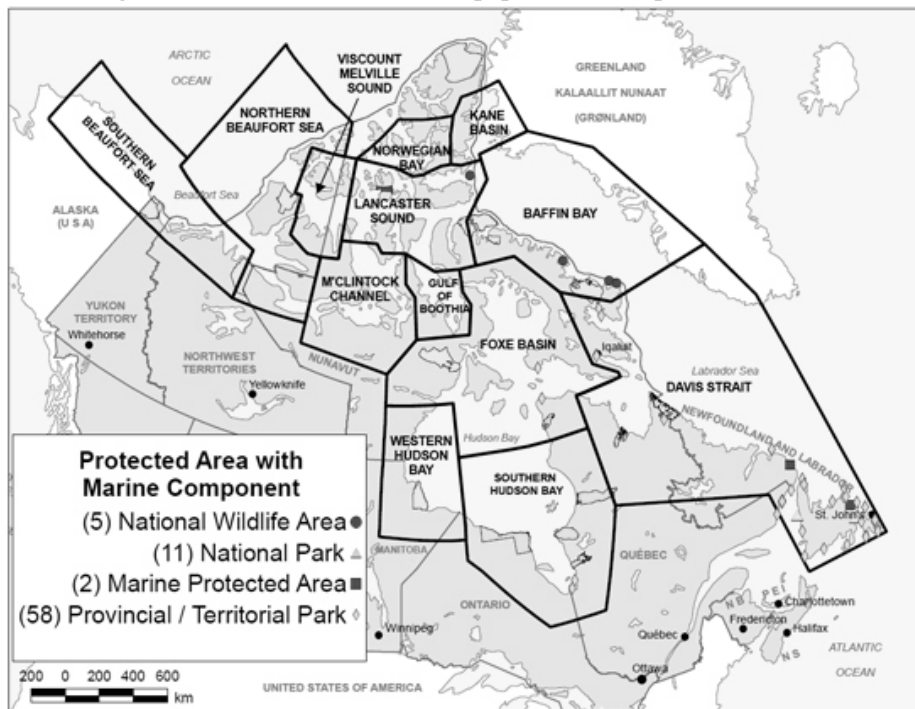 ARCTIC
OCEAN
VISCOUNT
MELVILLE
SOUND
GREENLAND
KALAALLIT NUNAAT
(GRØNLAND)
NORTHERN
BEAUFORT SEA
KANE
BASIN
SOUTHERN
BEAUFORT SEA
NORWEGIAN
BAY
Beaufort Sea
LANCASTER
SOUND
BAFFIN BAY
ALASKA
(U S A)
M'CLINTOCK
CHANNEL
GULF
OF
BOOTHIA
YUKON
TERRITORY
Whitehorse
FOXE BASIN
Iqaluit
NORTHWEST
TERRITORIES
NUNAVUT
Labrador Sea
Yellowknife
DAVIS STRAIT
NEWFOUNDLAND AND LABRADOR
Hudson Bay
WESTERN
HUDSON
BAY
SOUTHERN
HUDSON BAY
Protected Area with
Marine Component
(5) National Wildlife Area
(11) National Park
(2) Marine Protected Area
(58) Provincial / Territorial Park
St. John's
MANITOBA
QUÉBEC
ONTARIO
NB
PEI
Charlottetown
Fredericton
Halifax
NS
Winnipeg
Québec
Ottawa
ATLANTIC
OCEAN
200 0 200 400 600
km
UNITED STATES OF AMERICA